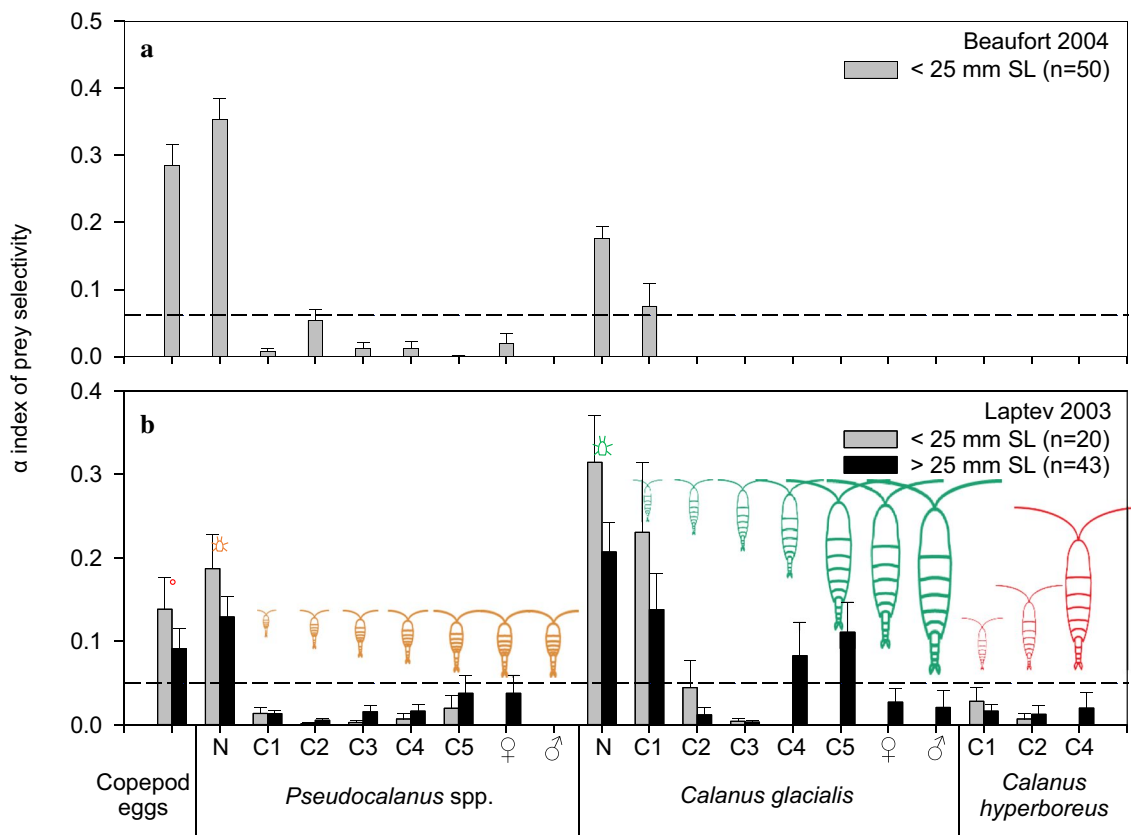 α index of prey selectivity
0.5
0.4
0.3
0.2
0.1
0.0
a
Beaufort 2004
< 25 mm SL (n=50)
0.4
0.3
0.2
0.1
0.0
b
Laptev 2003
< 25 mm SL (n=20)
> 25 mm SL (n=43)
N C1 C2 C3 C4 C5 ♀ ♂ N C1 C2 C3 C4 C5 ♀ ♂ C1 C2 C4
Copepod
eggs
Pseudocalanus spp.
Calanus glacialis
Calanus
hyperboreus